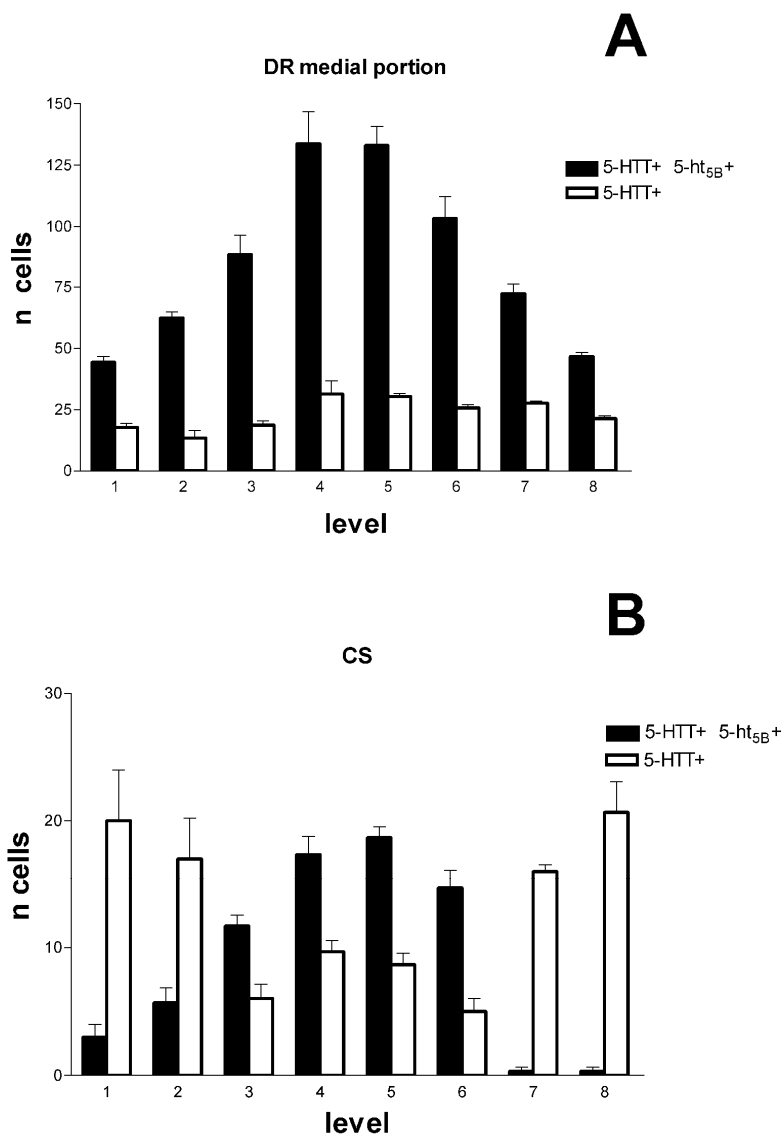 A
DR medial portion
150
125
100
75
50
25
0
n cells
5-HTT+ 5-ht5B+
5-HTT+
1 2 3 4 5 6 7 8
level
B
CS
30
20
10
0
n cells
5-HTT+ 5-ht5B+
5-HTT+
1 2 3 4 5 6 7 8
level